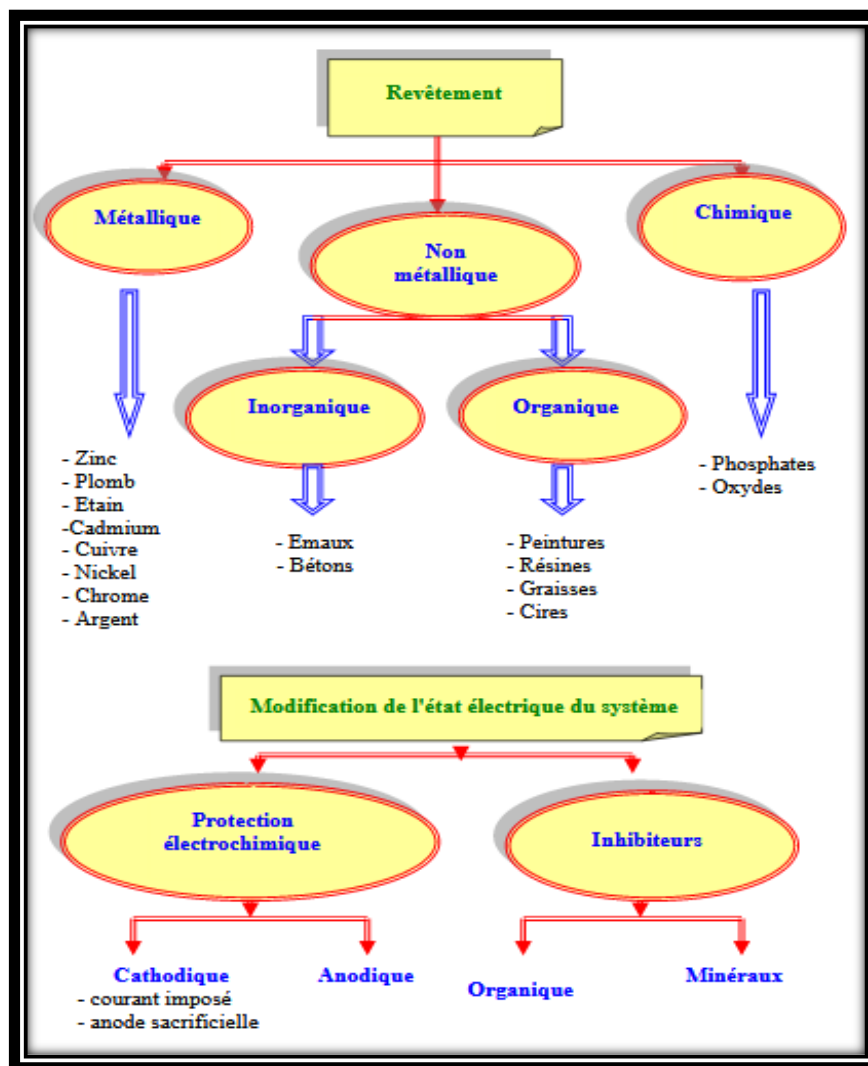 Revêtement
Métallique
Non
métallique
Chimique
Inorganique
Organique
- Zinc
- Plomb
- Etain
-Cadmium
- Cuivre
- Nickel
- Chrome
- Argent
- Emaux
- Bétons
- Peintures
- Résines
- Graisses
- Cires
- Phosphates
- Oxydes
Modification de l'état électrique du système
Protection
électrochimique
Inhibiteurs
Cathodique
- courant imposé
- anode sacrificielle
Anodique
Organique
Minéraux